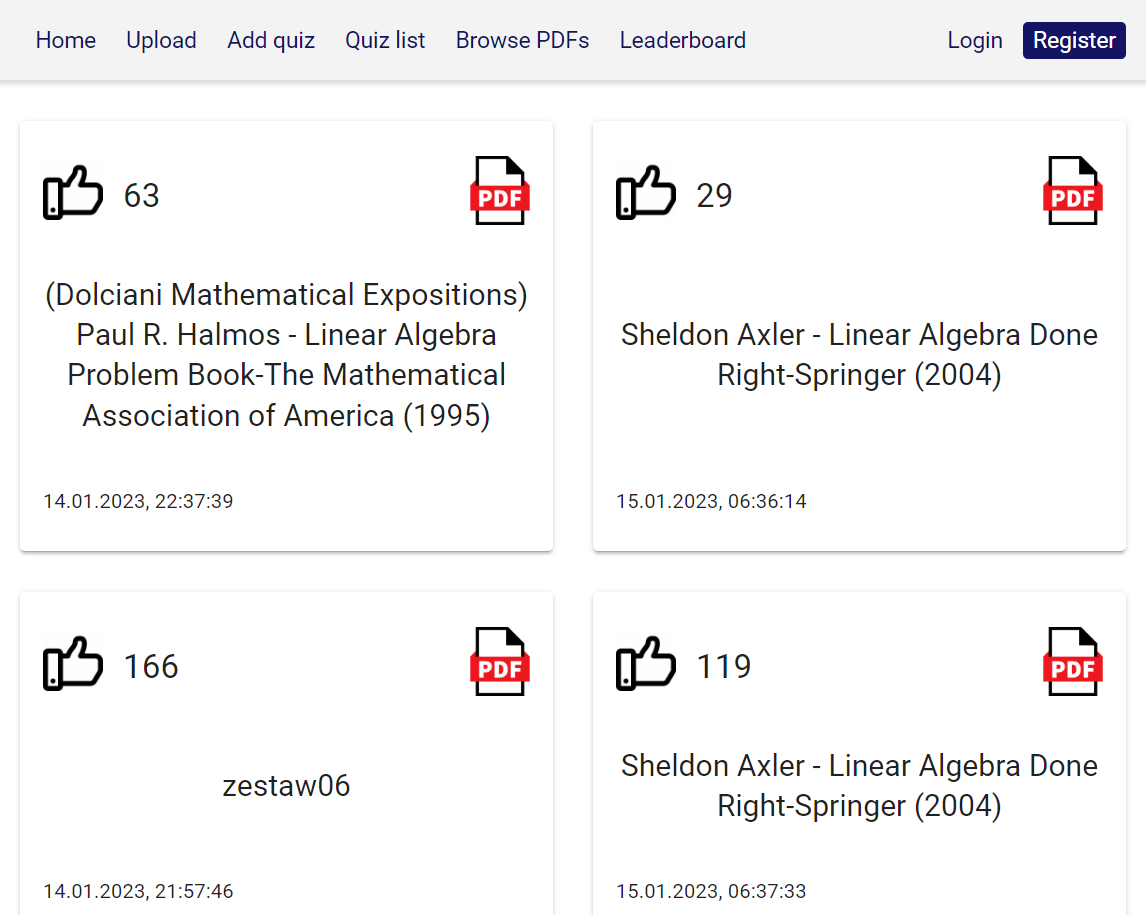 Home Upload Add quiz Quiz list Browse PDFs Leaderboard Login Register
63
PDF
(Dolciani Mathematical Expositions)
Paul R. Halmos - Linear Algebra
Problem Book-The Mathematical
Association of America (1995)
14.01.2023, 22:37:39
29
PDF
Sheldon Axler - Linear Algebra Done
Right-Springer (2004)
15.01.2023, 06:36:14
166
PDF
zestaw06
14.01.2023, 21:57:46
119
PDF
Sheldon Axler - Linear Algebra Done
Right-Springer (2004)
15.01.2023, 06:37:33